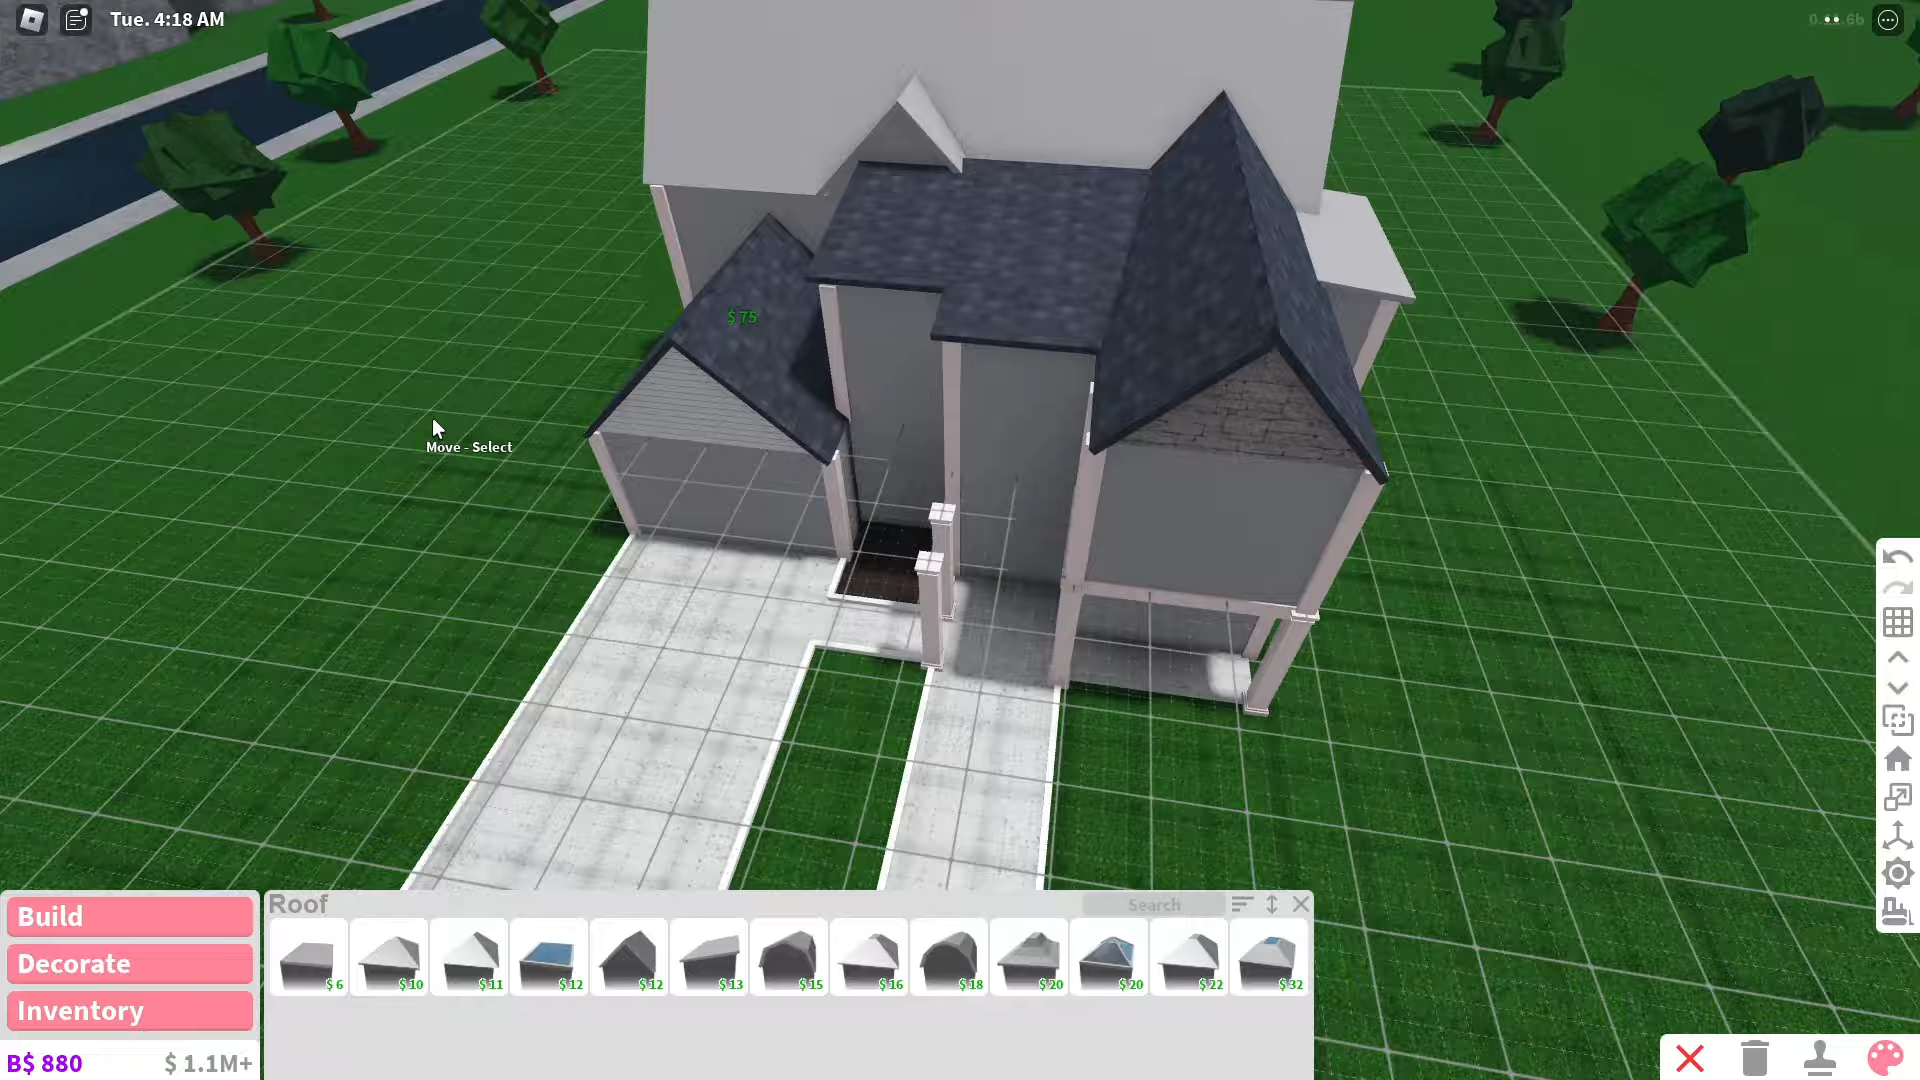 Tue. 4:18 AM
$ 75
Move - Select
Roof
Search
$ 6
$ 10
$ 11
$ 12
$ 12
$ 13
$ 15
$ 16
$ 18
$ 20
$ 20
$ 22
$ 32
Build
Decorate
Inventory
B$ 880
$ 1.1M+